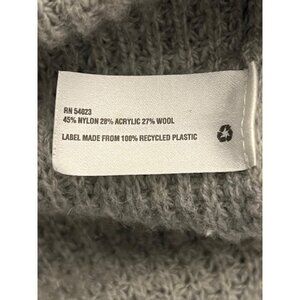 RN 54023
45% NYLON 28% ACRYLIC 27% WOOL
LABEL MADE FROM 100% RECYCLED PLASTIC